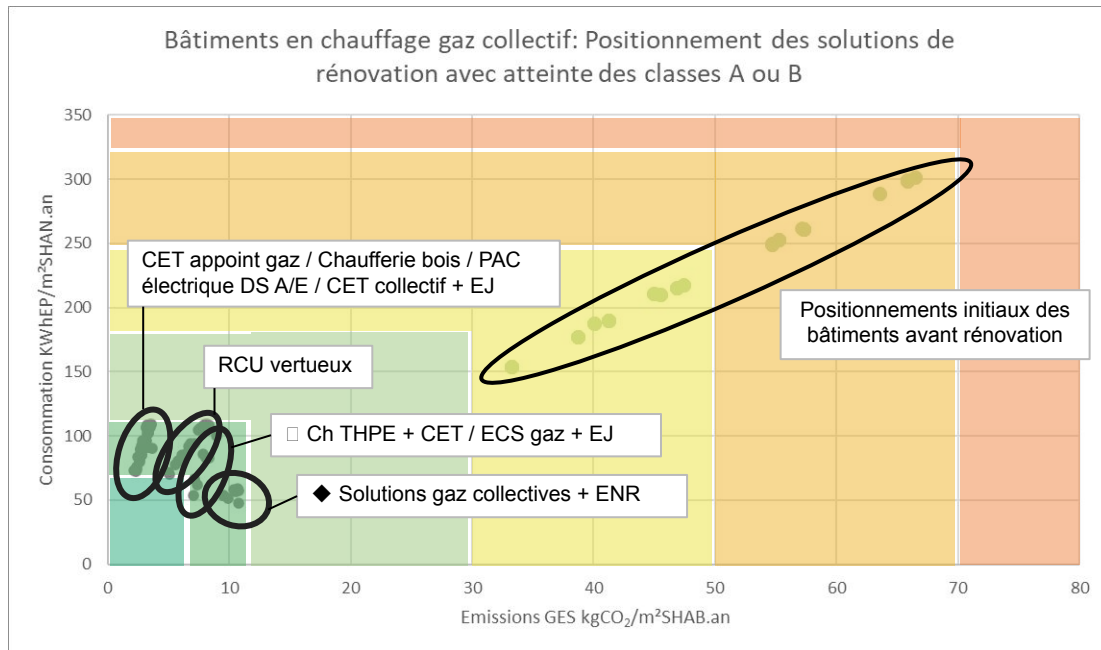 Bâtiments en chauffage gaz collectif: Positionnement des solutions de
rénovation avec atteinte des classes A ou B
Consommation KWhEP/m²SHAN.an
350
300
250
200
150
100
50
0
CET appoint gaz / Chaufferie bois / PAC
électrique DS A/E / CET collectif + EJ
RCU vertueux
□ Ch THPE + CET / ECS gaz + EJ
◆ Solutions gaz collectives + ENR
Positionnements initiaux des
bâtiments avant rénovation
0 10 20 30 40 50 60 70 80
Emissions GES kgCO₂/m²SHAB.an